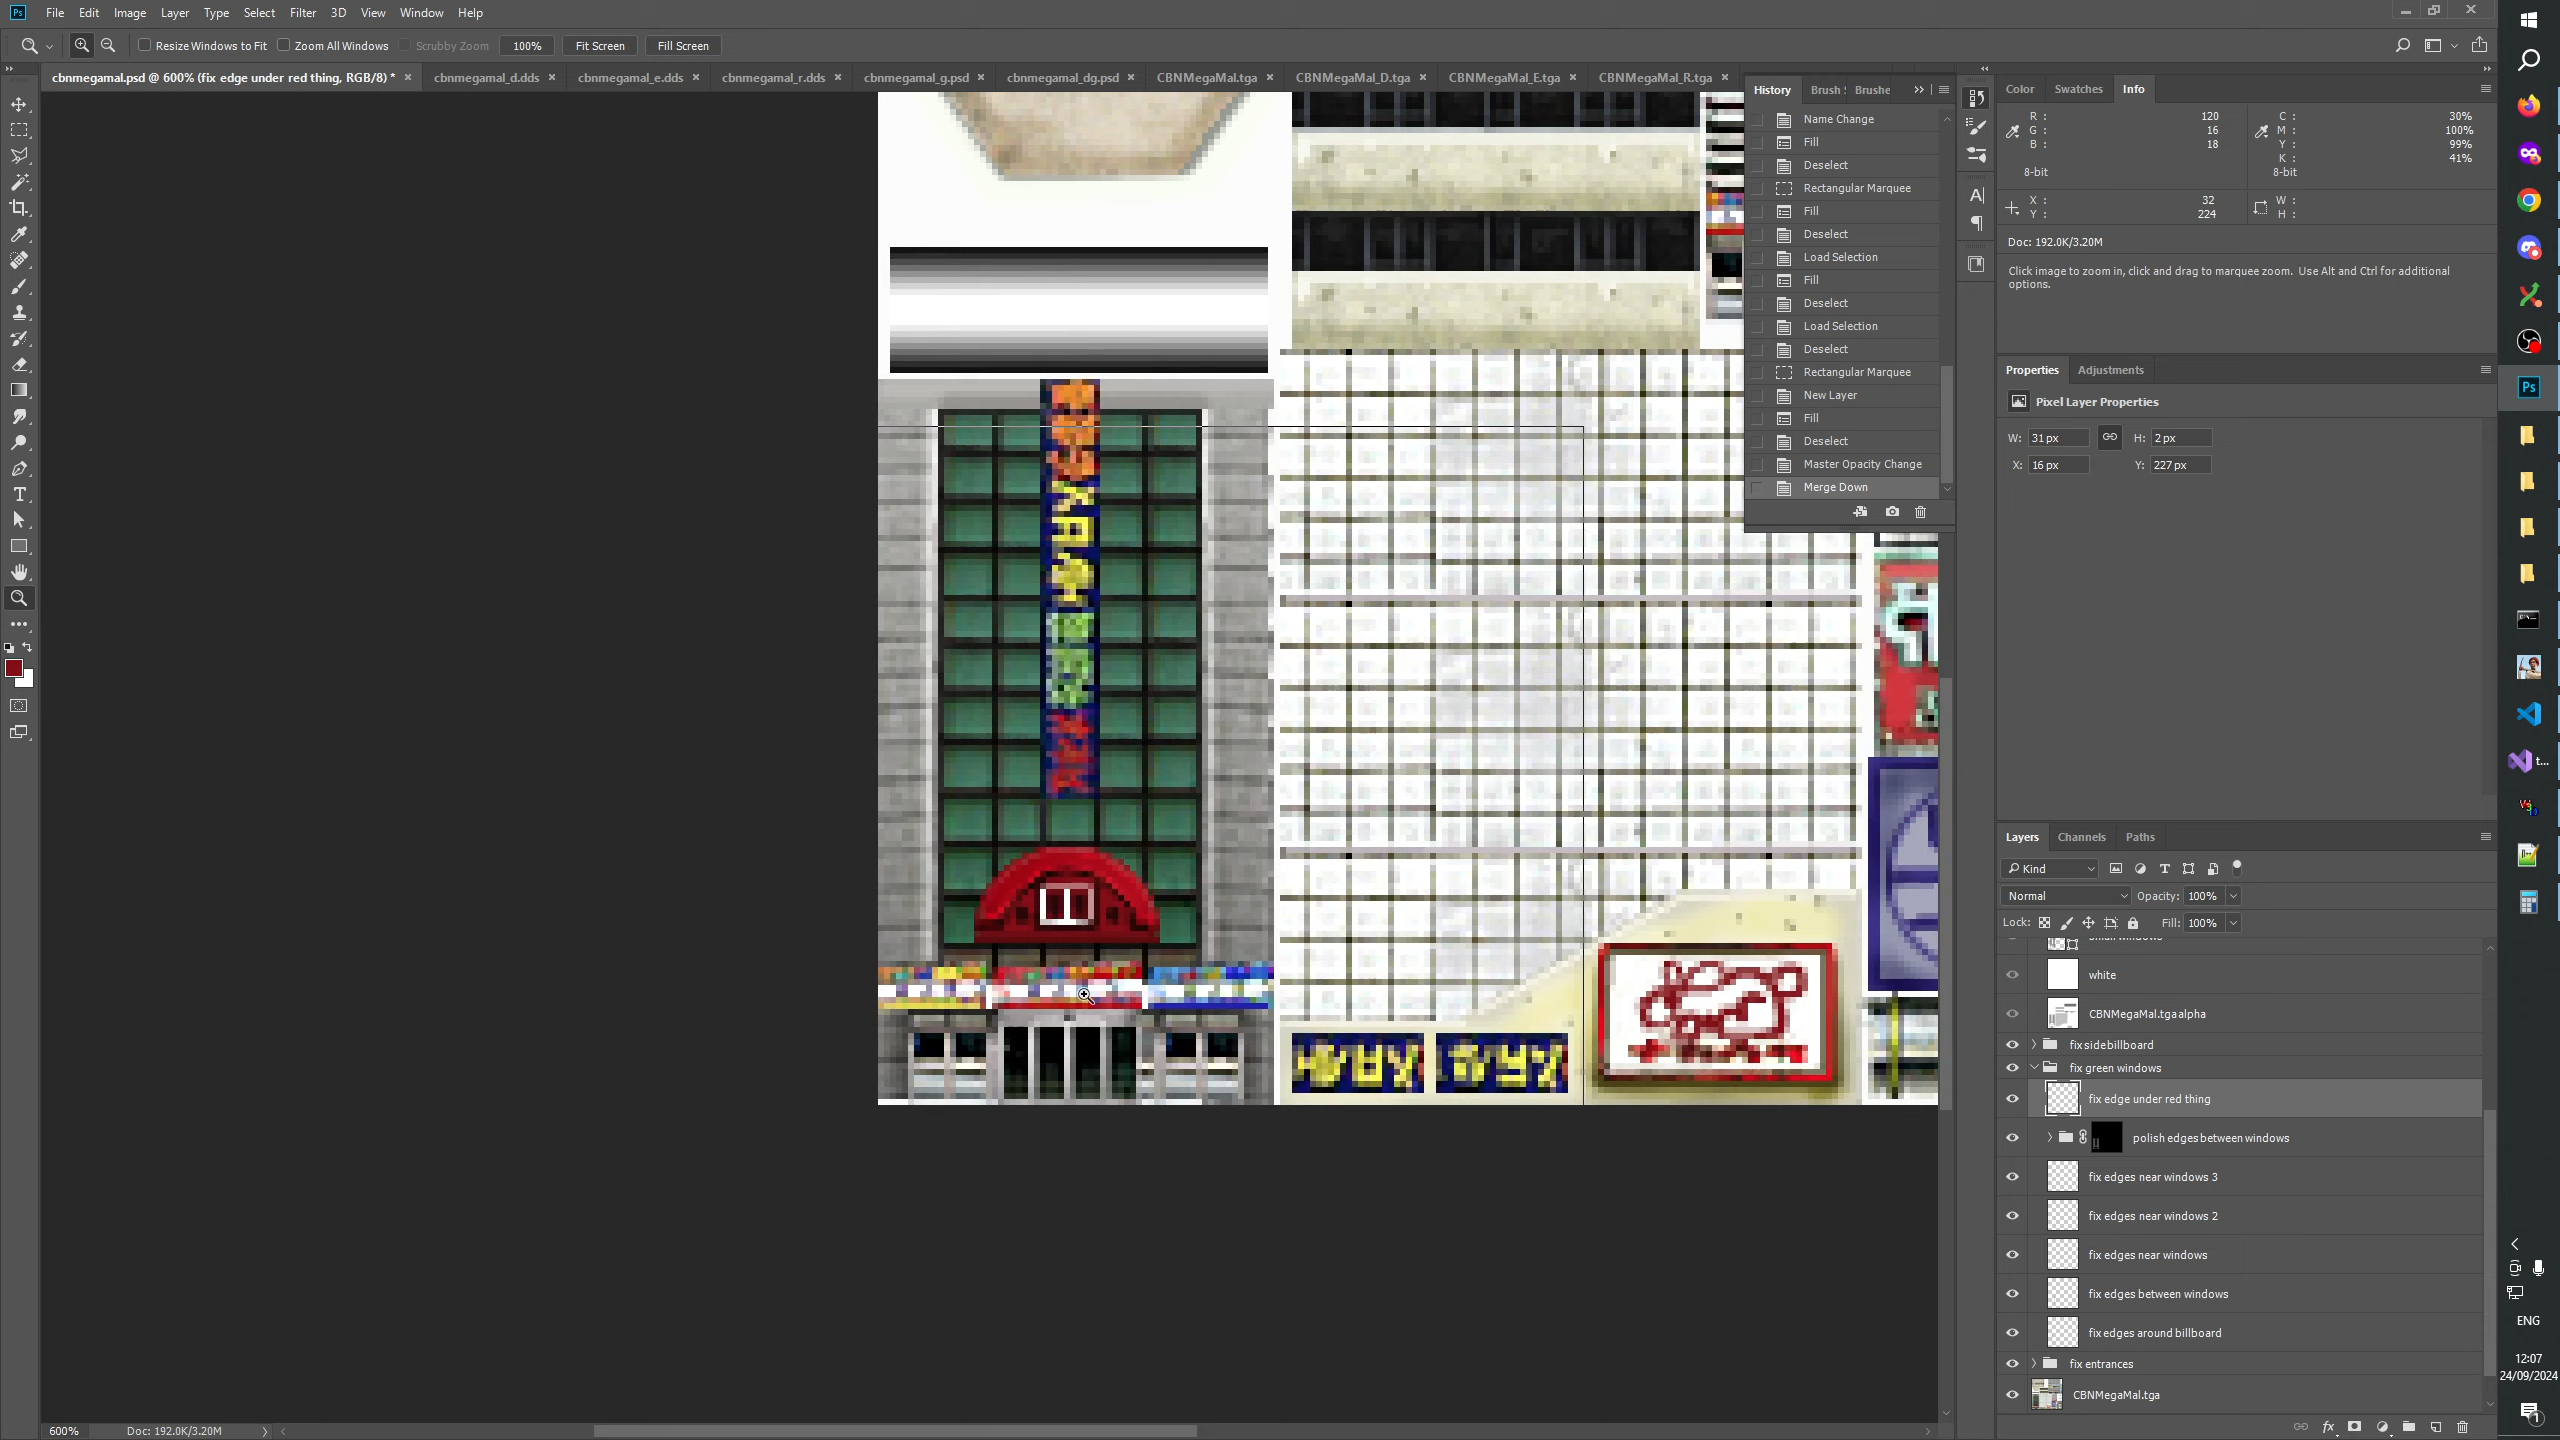 Ps File Edit Image Layer Type Select Filter 3D View Window Help
Resize Windows to Fit Zoom All Windows Scrubby Zoom 100% Fit Screen Fill Screen
cbnmegamal.psd @ 600% (fix edge under red thing, RGB/8) * × cbnmegamal_d.dds × cbnmegamal_e.dds × cbnmegamal_r.dds × cbnmegamal_g.psd × cbnmegamal_dg.psd × CBNMegaMal.tga × CBNMegaMal_D.tga × CBNMegaMal_E.tga × CBNMegaMal_R.tga ×
History Brush Brushe
Name Change
Fill
Deselect
Rectangular Marquee
Fill
Deselect
Load Selection
Fill
Deselect
Load Selection
Deselect
Rectangular Marquee
New Layer
Fill
Deselect
Master Opacity Change
Merge Down
Color Swatches Info
R : 120 C : 30%
G : 16 M : 100%
B : 18 Y : 99%
K : 41%
8-bit 8-bit
X : 32 W :
Y : 224 H :
Doc: 192.0K/3.20M
Click image to zoom in, click and drag to marquee zoom. Use Alt and Ctrl for additional
options.
Properties Adjustments
Pixel Layer Properties
W: 31 px H: 2 px
X: 16 px Y: 227 px
Layers Channels Paths
Kind
Normal Opacity: 100%
Lock: Fill: 100%
small windows
white
CBNMegaMal.tga alpha
fix side billboard
fix green windows
fix edge under red thing
polish edges between windows
fix edges near windows 3
fix edges near windows 2
fix edges near windows
fix edges between windows
fix edges around billboard
fix entrances
CBNMegaMal.tga
600% Doc: 192.0K/3.20M
Ps
t...
ENG
12:07
24/09/2024
1